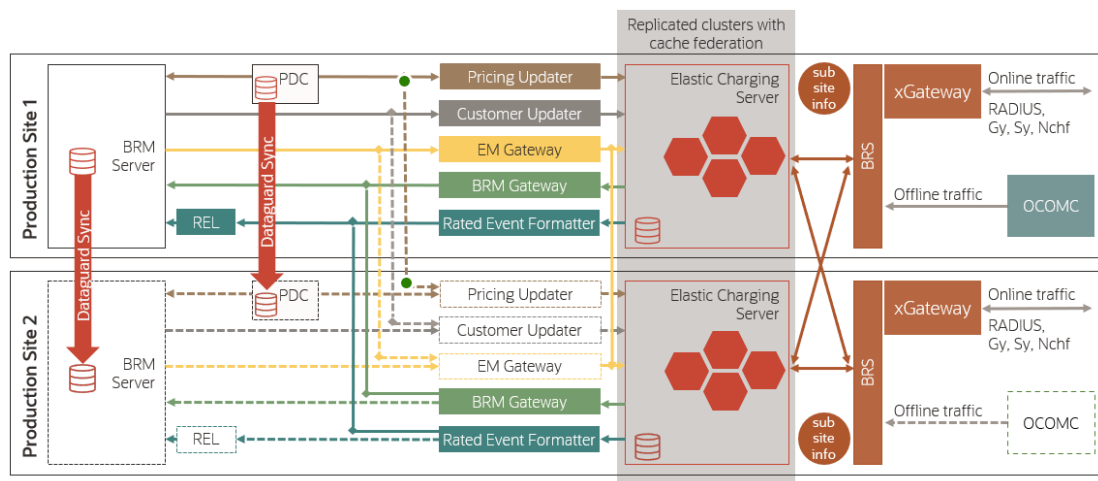 Replicated clusters with
cache federation
Production Site 1
BRM
Server
Dataguard Sync
PDC
Dataguard Sync
REL
Pricing Updater
Customer Updater
EM Gateway
BRM Gateway
Rated Event Formatter
Elastic Charging
Server
sub
site
info
BRS
xGateway
Online traffic
RADIUS,
Gy, Sy, Nchf
Offline traffic
OCOMC
Production Site 2
BRM
Server
PDC
REL
Pricing Updater
Customer Updater
EM Gateway
BRM Gateway
Rated Event Formatter
Elastic Charging
Server
sub
site
info
BRS
xGateway
Online traffic
RADIUS,
Gy, Sy, Nchf
Offline traffic
OCOMC